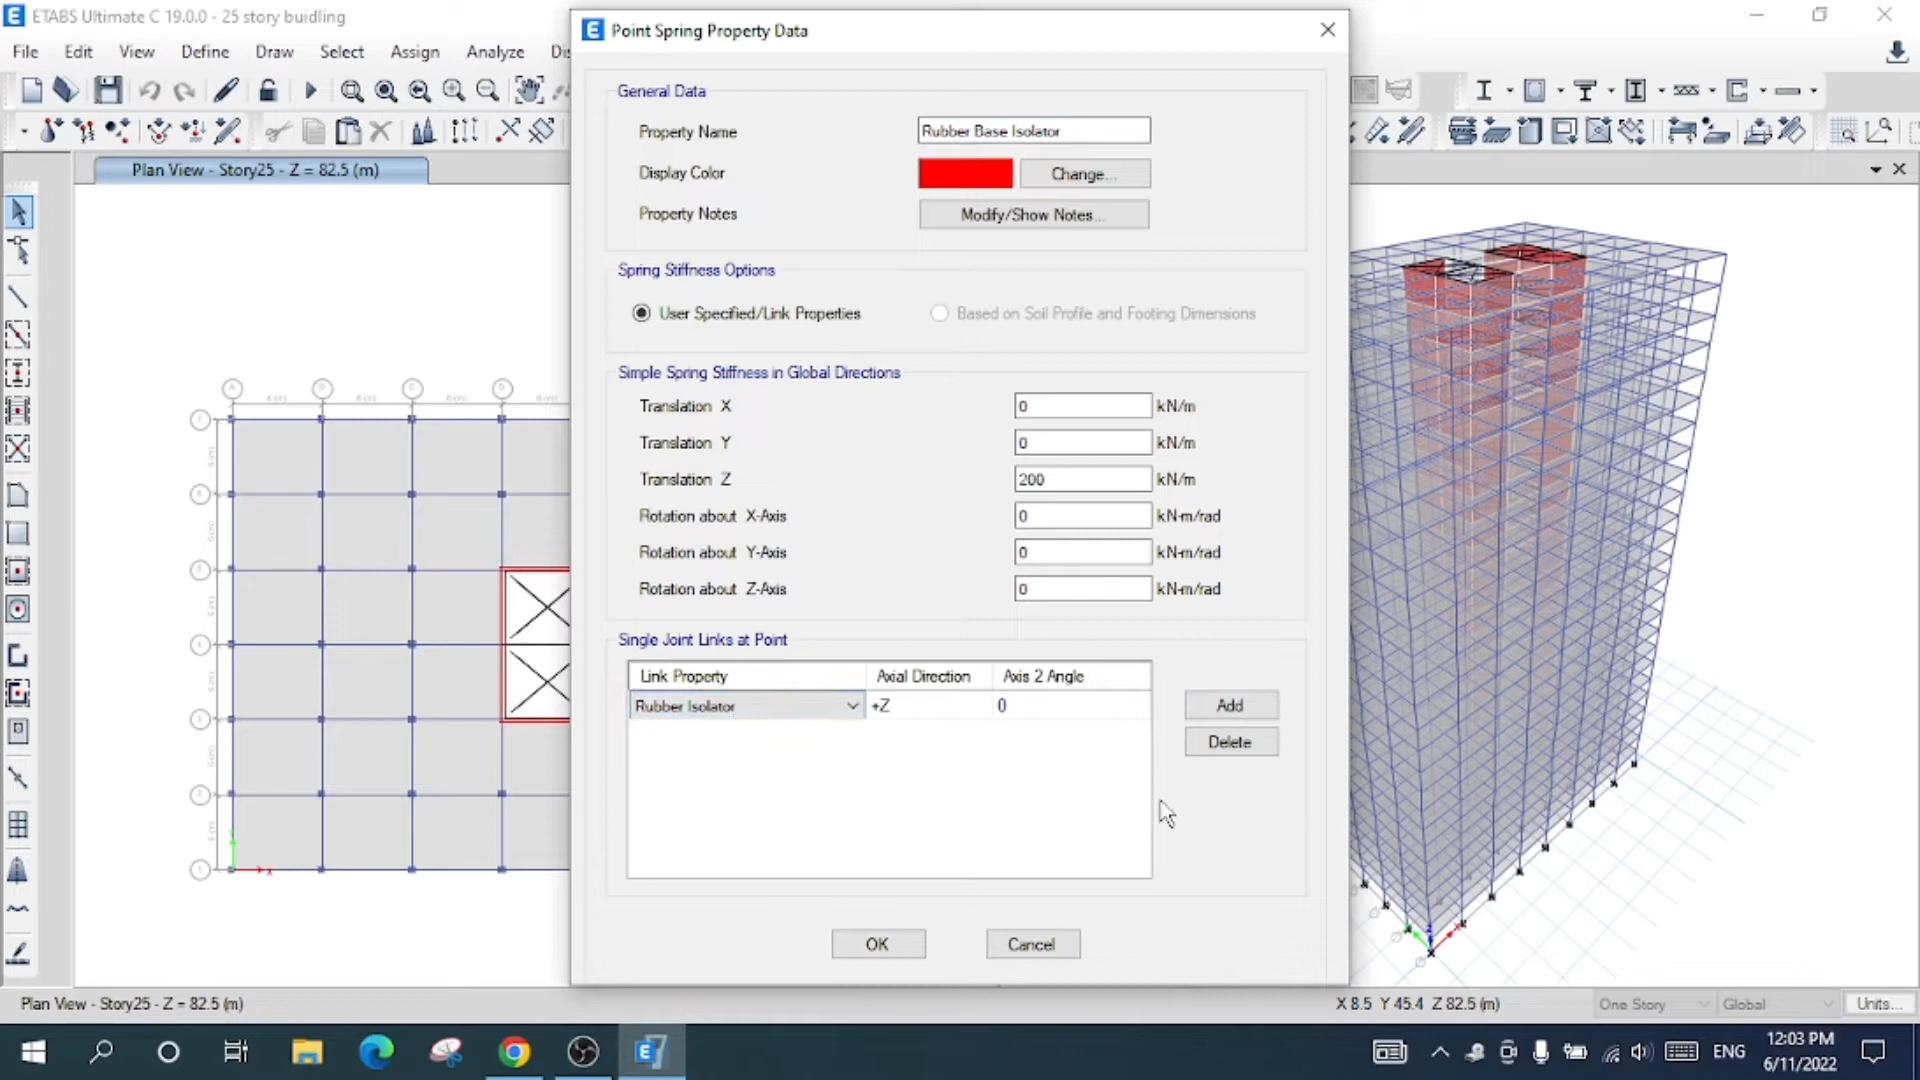 ETABS Ultimate C 19.0.0 - 25 story buidling
File Edit View Define Draw Select Assign Analyze
Plan View - Story25 - Z = 82.5 (m)
A B C D
Point Spring Property Data
General Data
Property Name Rubber Base Isolator
Display Color Change...
Property Notes Modify/Show Notes...
Spring Stiffness Options
User Specified/Link Properties Based on Soil Profile and Footing Dimensions
Simple Spring Stiffness in Global Directions
Translation X 0 kN/m
Translation Y 0 kN/m
Translation Z 200 kN/m
Rotation about X-Axis 0 kN-m/rad
Rotation about Y-Axis 0 kN-m/rad
Rotation about Z-Axis 0 kN-m/rad
Single Joint Links at Point
Link Property Axial Direction Axis 2 Angle
Rubber Isolator +Z 0
Add
Delete
OK Cancel
Plan View - Story25 - Z = 82.5 (m) X 8.5 Y 45.4 Z 82.5 (m) One Story Global Units...
ENG 12:03 PM
6/11/2022